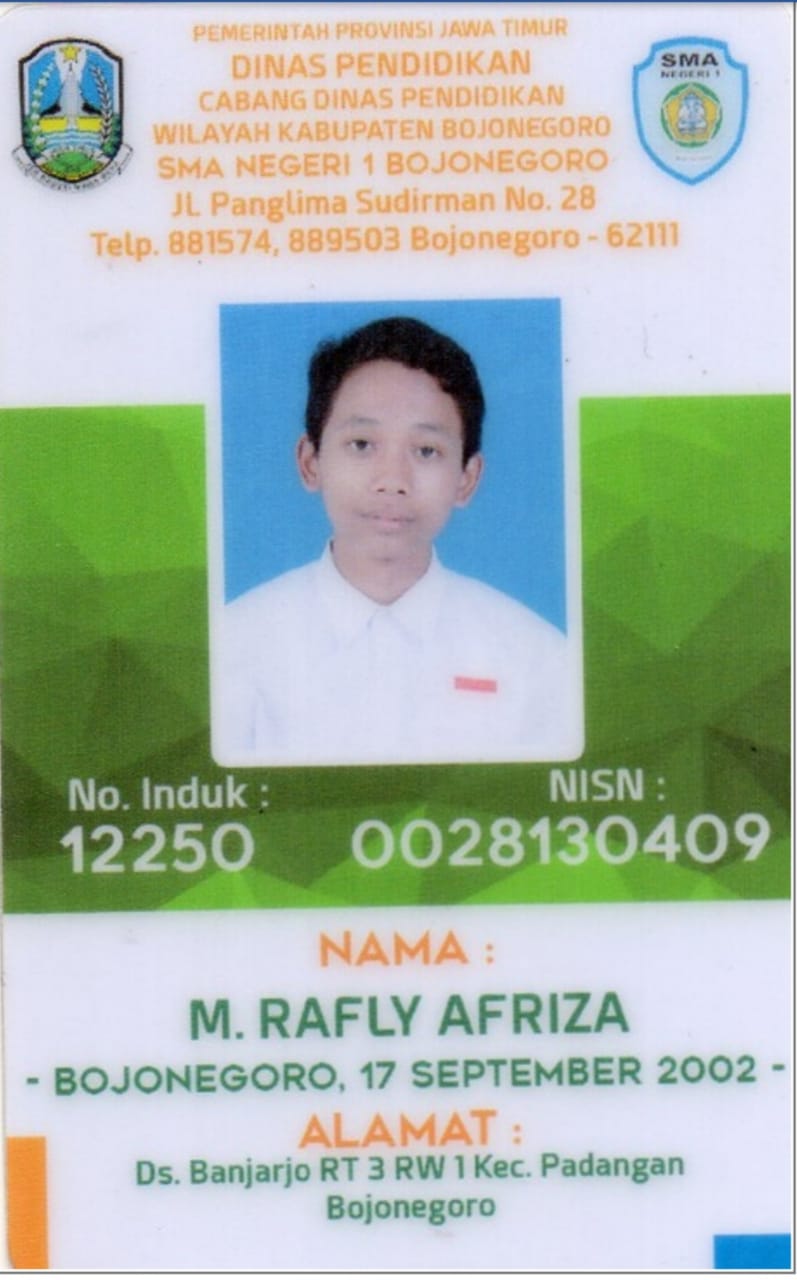 PEMERINTAH PROVINSI JAWA TIMUR
DINAS PENDIDIKAN
CABANG DINAS PENDIDIKAN
WILAYAH KABUPATEN BOJONEGORO
SMA NEGERI 1 BOJONEGORO
JL Panglima Sudirman No. 28
Telp. 881574, 889503 Bojonegoro - 62111
SMA
NEGERI 1
No. Induk :
12250
NISN :
0028130409
NAMA :
M. RAFLY AFRIZA
- BOJONEGORO, 17 SEPTEMBER 2002 -
ALAMAT :
Ds. Banjarjo RT 3 RW 1 Kec. Padangan
Bojonegoro